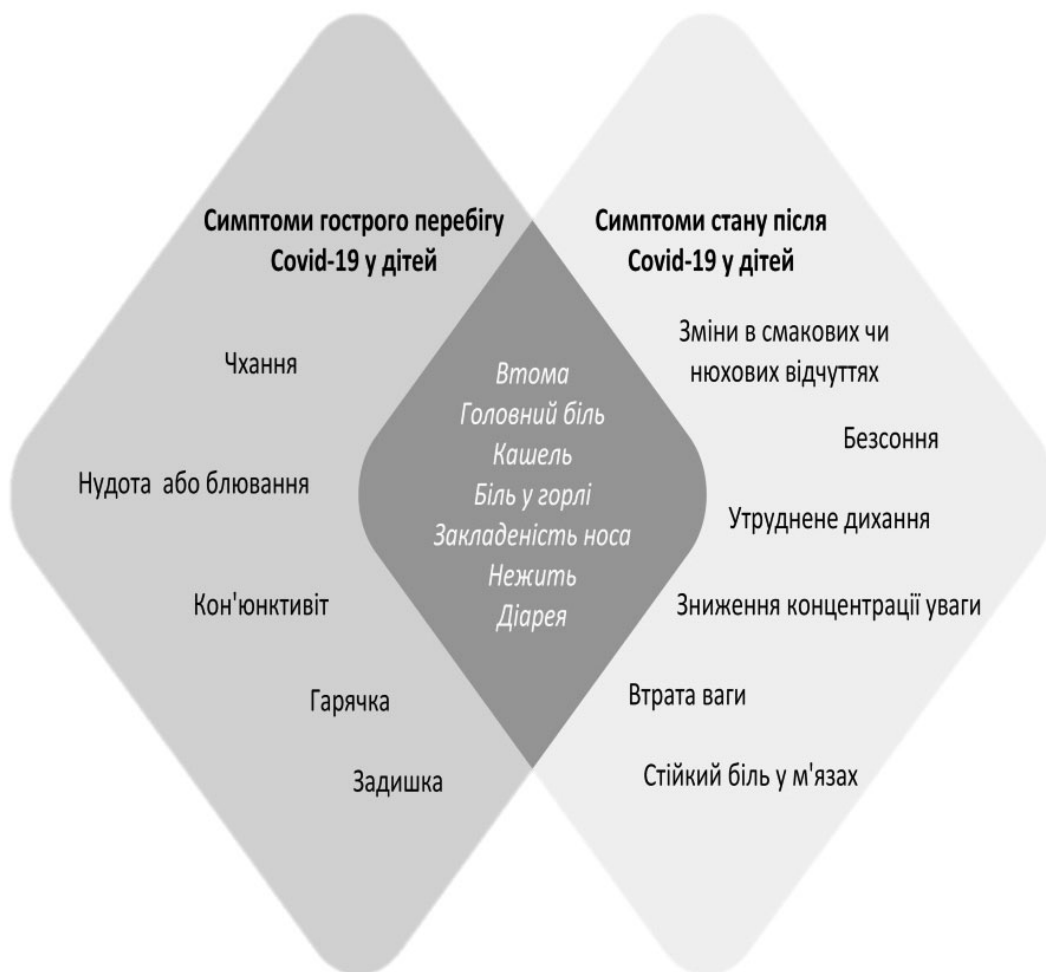 Симптоми гострого перебігу
Covid-19 у дітей
Чхання
Нудота або блювання
Кон'юнктивіт
Гарячка
Задишка
Втома
Головний біль
Кашель
Біль у горлі
Закладеність носа
Нежить
Діарея
Симптоми стану після
Covid-19 у дітей
Зміни в смакових чи
нюхових відчуттях
Безсоння
Утруднене дихання
Зниження концентрації уваги
Втрата ваги
Стійкий біль у м'язах